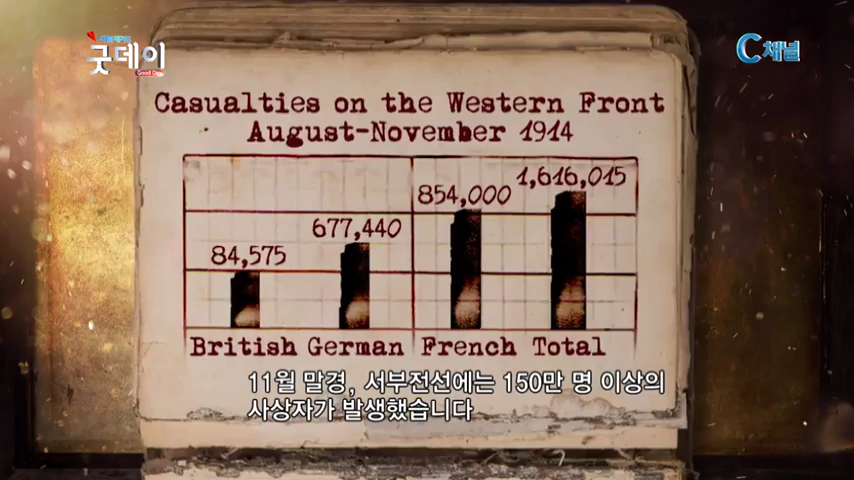 굿데이
Good Day
C채널
Casualties on the Western Front
August-November 1914
1,616,015
854,000
677,440
84,575
British German French Total
11월 말경, 서부전선에는 150만 명 이상의
사상자가 발생했습니다